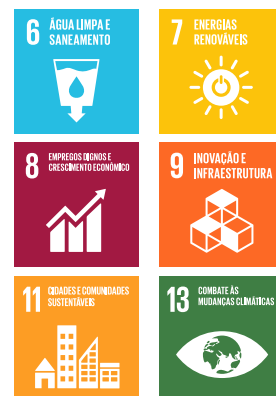 6 ÁGUA LIMPA E
SANEAMENTO
7 ENERGIAS
RENOVÁVEIS
8 EMPREGOS DIGNOS E
CRESCIMENTO ECONÔMICO
9 INOVAÇÃO E
INFRAESTRUTURA
11 CIDADES E COMUNIDADES
SUSTENTÁVEIS
13 COMBATE ÀS
MUDANÇAS CLIMÁTICAS